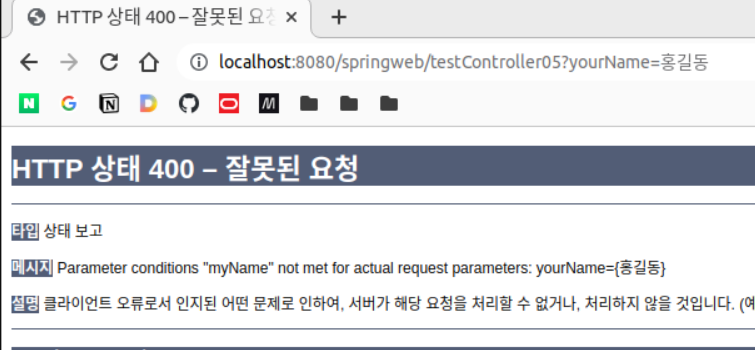 HTTP 상태 400 – 잘못된 요청
localhost:8080/springweb/testController05?yourName=홍길동
N G N D M
HTTP 상태 400 – 잘못된 요청
타입 상태 보고
메시지 Parameter conditions "myName" not met for actual request parameters: yourName={홍길동}
설명 클라이언트 오류로서 인지된 어떤 문제로 인하여, 서버가 해당 요청을 처리할 수 없거나, 처리하지 않을 것입니다. (예